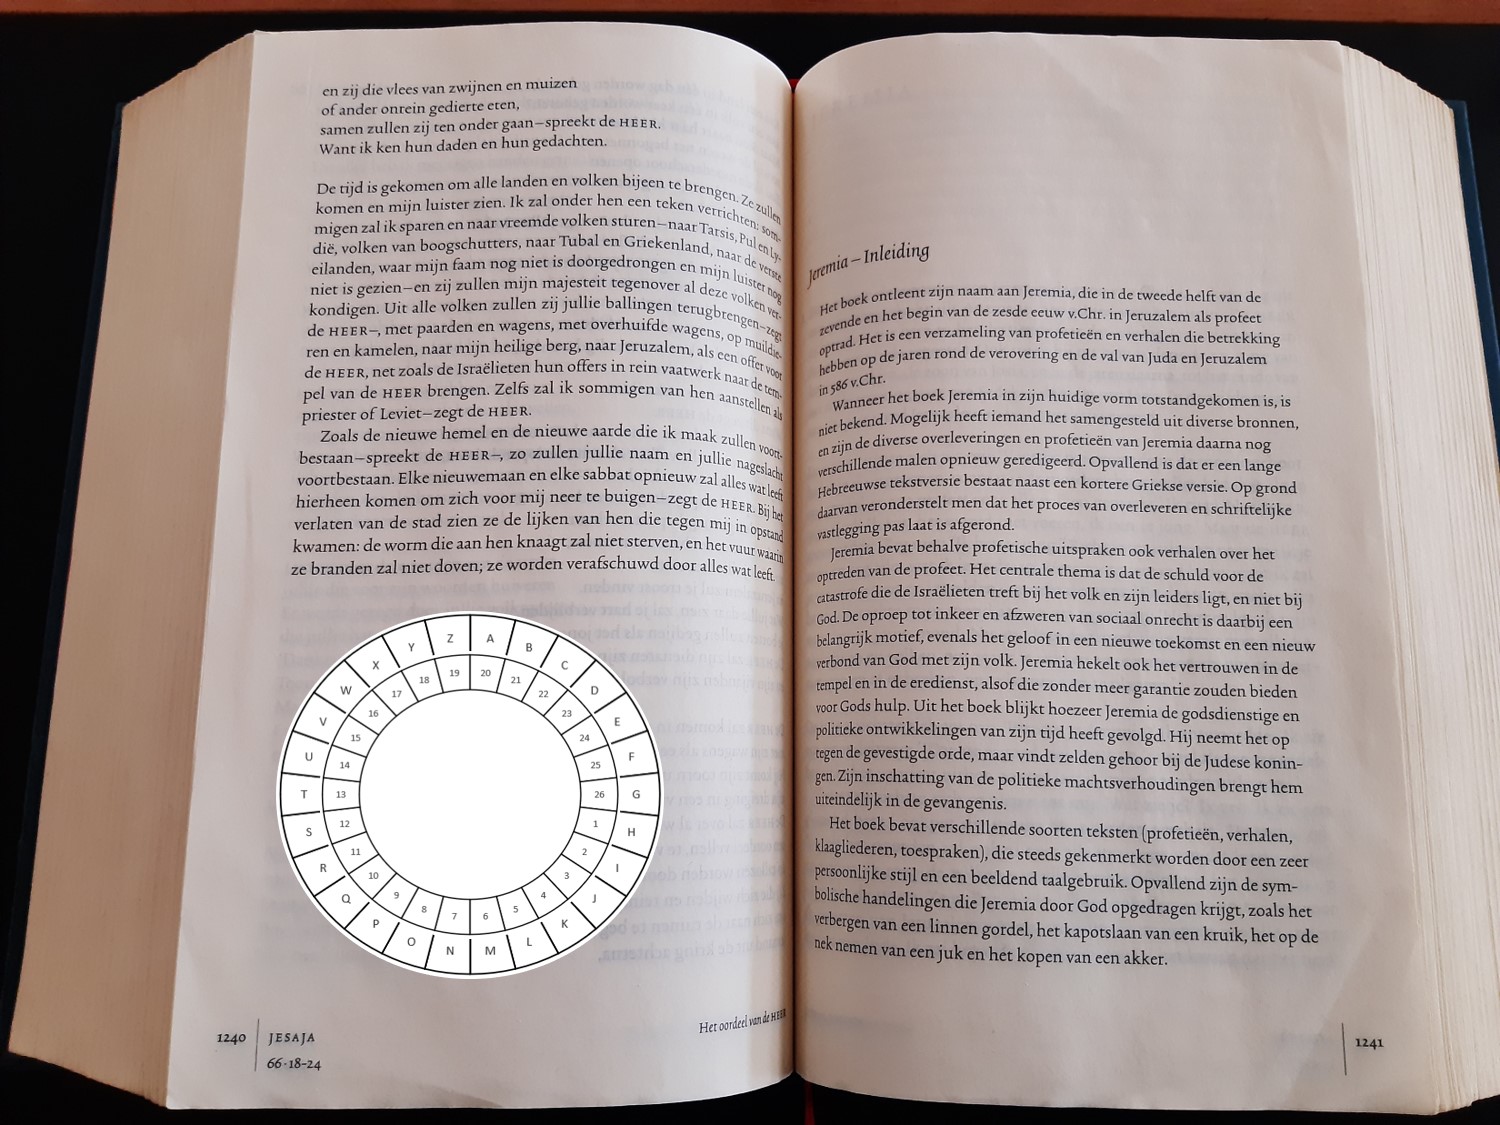 en zij die vlees van zwijnen en muizen
of ander onrein gedierte eten,
samen zullen zij ten onder gaan–spreekt de HEER.
Want ik ken hun daden en hun gedachten.
De tijd is gekomen om alle landen en volken bijeen te brengen. Ze zullen
komen en mijn luister zien. Ik zal onder hen een teken verrichten: som-
migen zal ik sparen en naar vreemde volken sturen–naar Tarsis, Pul en Ly-
dië, volken van boogschutters, naar Tubal en Griekenland, naar de verste
eilanden, waar mijn faam nog niet is doorgedrongen en mijn luister nog
niet is gezien–en zij zullen mijn majesteit tegenover al deze volken ver-
kondigen. Uit alle volken zullen zij jullie ballingen terugbrengen–zegt
de HEER–, met paarden en wagens, met overhuifde wagens, op muildie-
ren en kamelen, naar mijn heilige berg, naar Jeruzalem, als een offer voor
de HEER, net zoals de Israëlieten hun offers in rein vaatwerk naar de tem-
pel van de HEER brengen. Zelfs zal ik sommigen van hen aanstellen als
priester of Leviet–zegt de HEER.
Zoals de nieuwe hemel en de nieuwe aarde die ik maak zullen voort-
bestaan–spreekt de HEER–, zo zullen jullie naam en jullie nageslacht
voortbestaan. Elke nieuwemaan en elke sabbat opnieuw zal alles wat leeft
hierheen komen om zich voor mij neer te buigen–zegt de HEER. Bij het
verlaten van de stad zien ze de lijken van hen die tegen mij in opstand
kwamen: de worm die aan hen knaagt zal niet sterven, en het vuur waarin
ze branden zal niet doven; ze worden verafschuwd door alles wat leeft.
A B C D E F G H I J K L M N O P Q R S T U V W X Y Z
20 21 22 23 24 25 26 1 2 3 4 5 6 7 8 9 10 11 12 13 14 15 16 17 18 19
Het oordeel van de HEER
1240 JESAJA
66·18-24
Jeremia – Inleiding
Het boek ontleent zijn naam aan Jeremia, die in de tweede helft van de
zevende en het begin van de zesde eeuw v.Chr. in Jeruzalem als profeet
optrad. Het is een verzameling van profetieën en verhalen die betrekking
hebben op de jaren rond de verovering en de val van Juda en Jeruzalem
in 586 v.Chr.
Wanneer het boek Jeremia in zijn huidige vorm totstandgekomen is, is
niet bekend. Mogelijk heeft iemand het samengesteld uit diverse bronnen,
en zijn de diverse overleveringen en profetieën van Jeremia daarna nog
verschillende malen opnieuw geredigeerd. Opvallend is dat er een lange
Hebreeuwse tekstversie bestaat naast een kortere Griekse versie. Op grond
daarvan veronderstelt men dat het proces van overleveren en schriftelijke
vastlegging pas laat is afgerond.
Jeremia bevat behalve profetische uitspraken ook verhalen over het
optreden van de profeet. Het centrale thema is dat de schuld voor de
catastrofe die de Israëlieten treft bij het volk en zijn leiders ligt, en niet bij
God. De oproep tot inkeer en afzweren van sociaal onrecht is daarbij een
belangrijk motief, evenals het geloof in een nieuwe toekomst en een nieuw
verbond van God met zijn volk. Jeremia hekelt ook het vertrouwen in de
tempel en in de eredienst, alsof die zonder meer garantie zouden bieden
voor Gods hulp. Uit het boek blijkt hoezeer Jeremia de godsdienstige en
politieke ontwikkelingen van zijn tijd heeft gevolgd. Hij neemt het op
tegen de gevestigde orde, maar vindt zelden gehoor bij de Judese konin-
gen. Zijn inschatting van de politieke machtsverhoudingen brengt hem
uiteindelijk in de gevangenis.
Het boek bevat verschillende soorten teksten (profetieën, verhalen,
klaagliederen, toespraken), die steeds gekenmerkt worden door een zeer
persoonlijke stijl en een beeldend taalgebruik. Opvallend zijn de sym-
bolische handelingen die Jeremia door God opgedragen krijgt, zoals het
verbergen van een linnen gordel, het kapotslaan van een kruik, het op de
nek nemen van een juk en het kopen van een akker.
1241